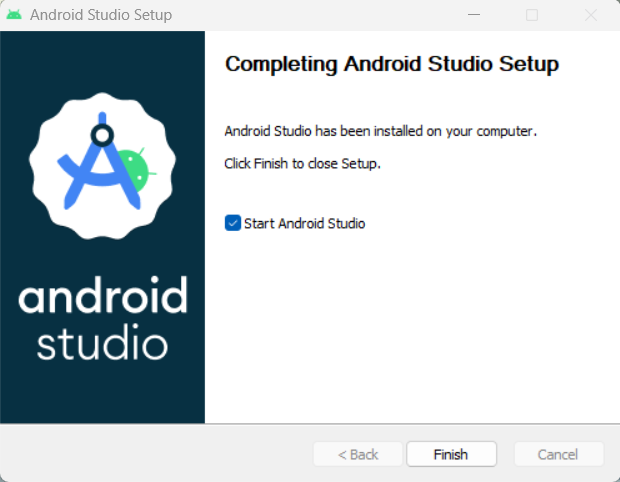 Android Studio Setup
Completing Android Studio Setup
Android Studio has been installed on your computer.
Click Finish to close Setup.
Start Android Studio
android
studio
< Back
Finish
Cancel